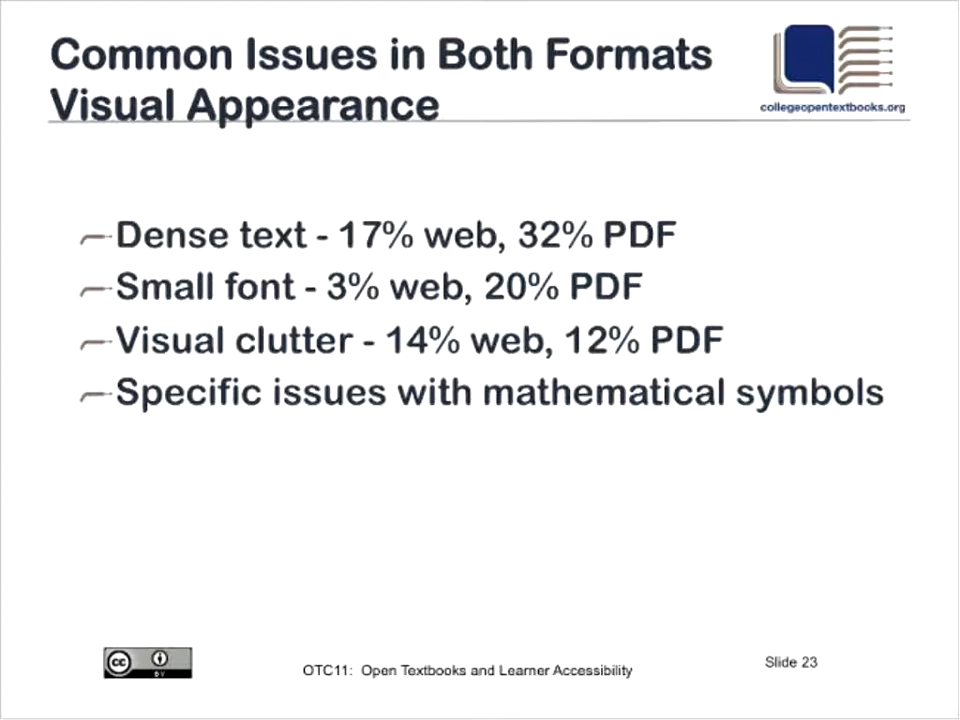 Common Issues in Both Formats
Visual Appearance
collegeopentextbooks.org
Dense text - 17% web, 32% PDF
Small font - 3% web, 20% PDF
Visual clutter - 14% web, 12% PDF
Specific issues with mathematical symbols
cc
BY
OTC11: Open Textbooks and Learner Accessibility
Slide 23